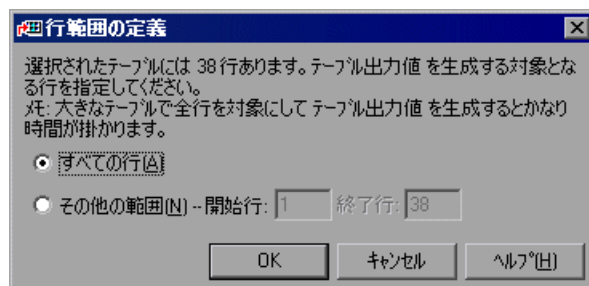 行範囲の定義
選択されたテーブルには 38 行あります。テーブル出力値 を生成する対象とな
る行を指定してください。
メモ: 大きなテーブルで全行を対象にして テーブル出力値 を生成するとかなり
時間が掛かります。
すべての行(A)
その他の範囲(N) -- 開始行: 1 終了行: 38
OK キャンセル ヘルプ(H)